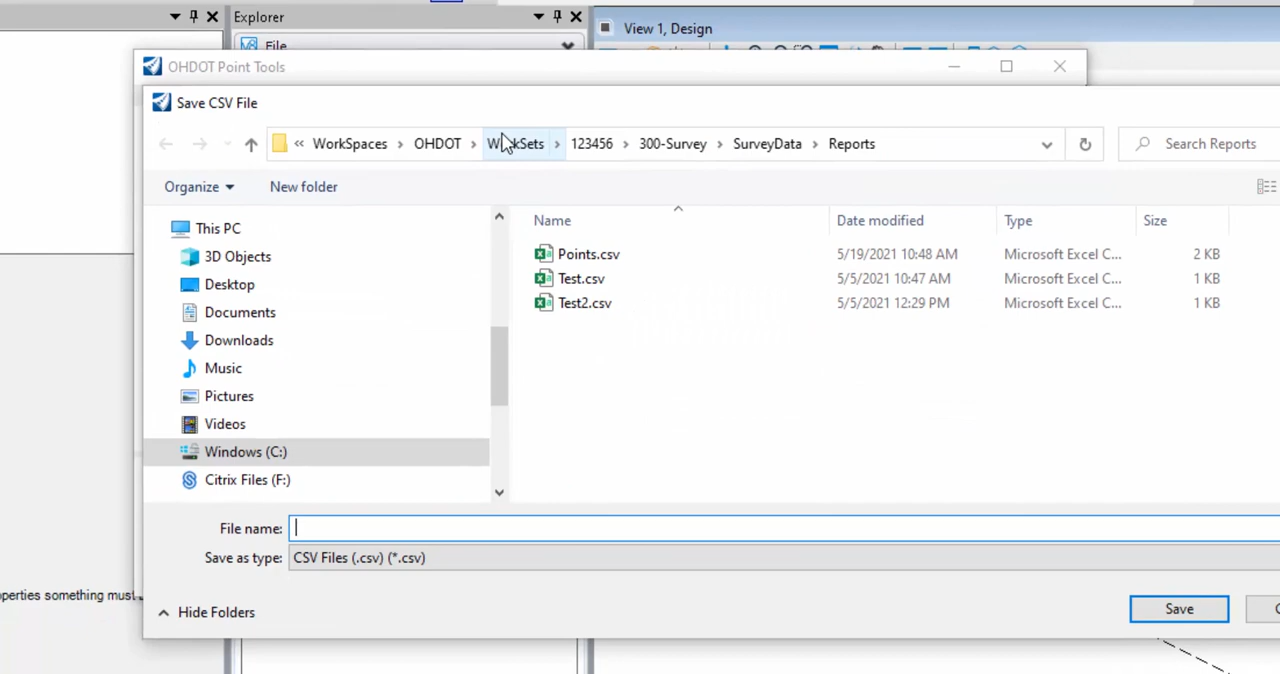 Explorer
View 1, Design
File
OHDOT Point Tools
Save CSV File
« WorkSpaces > OHDOT > WorkSets > 123456 > 300-Survey > SurveyData > Reports
Search Reports
Organize
New folder
Name Date modified Type Size
This PC
3D Objects
Desktop
Documents
Downloads
Music
Pictures
Videos
Windows (C:)
Citrix Files (F:)
Points.csv 5/19/2021 10:48 AM Microsoft Excel C... 2 KB
Test.csv 5/5/2021 10:47 AM Microsoft Excel C... 1 KB
Test2.csv 5/5/2021 12:29 PM Microsoft Excel C... 1 KB
File name:
Save as type: CSV Files (.csv) (*.csv)
operties something must
Hide Folders
Save